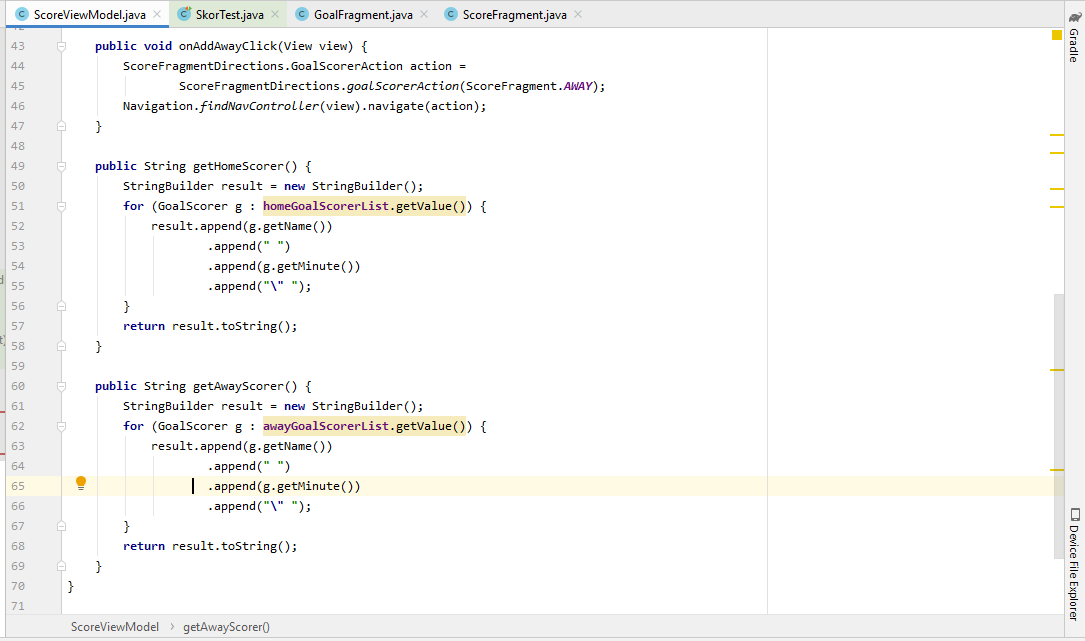 ScoreViewModel.java SkorTest.java GoalFragment.java ScoreFragment.java
43 public void onAddAwayClick(View view) {
44 ScoreFragmentDirections.GoalScorerAction action =
45 ScoreFragmentDirections.goalScorerAction(ScoreFragment.AWAY);
46 Navigation.findNavController(view).navigate(action);
47 }
48
49 public String getHomeScorer() {
50 StringBuilder result = new StringBuilder();
51 for (GoalScorer g : homeGoalScorerList.getValue()) {
52 result.append(g.getName())
53 .append(" ")
54 .append(g.getMinute())
55 .append("\" ");
56 }
57 return result.toString();
58 }
59
60 public String getAwayScorer() {
61 StringBuilder result = new StringBuilder();
62 for (GoalScorer g : awayGoalScorerList.getValue()) {
63 result.append(g.getName())
64 .append(" ")
65 .append(g.getMinute())
66 .append("\" ");
67 }
68 return result.toString();
69 }
70 }
71
ScoreViewModel › getAwayScorer()
Gradle
Device File Explorer